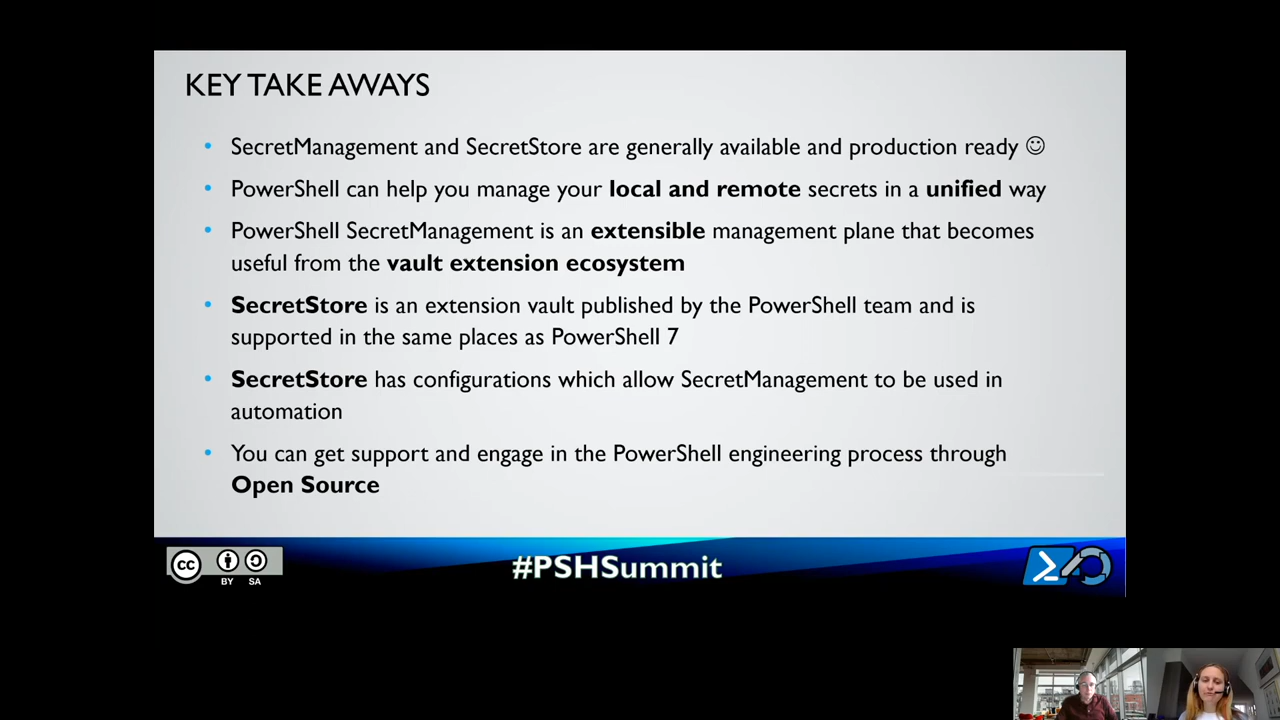 KEY TAKE AWAYS
• SecretManagement and SecretStore are generally available and production ready ☺
• PowerShell can help you manage your local and remote secrets in a unified way
• PowerShell SecretManagement is an extensible management plane that becomes
useful from the vault extension ecosystem
• SecretStore is an extension vault published by the PowerShell team and is
supported in the same places as PowerShell 7
• SecretStore has configurations which allow SecretManagement to be used in
automation
• You can get support and engage in the PowerShell engineering process through
Open Source
cc
BY SA
#PSHSummit